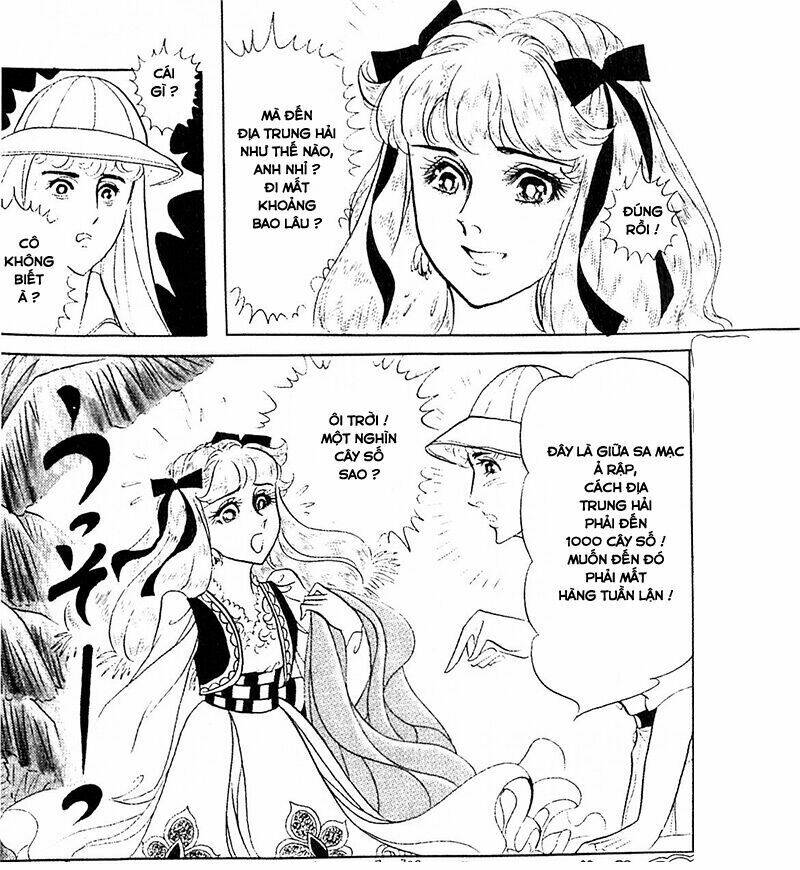 ĐÚNG
RỒI !
MÀ ĐẾN
ĐỊA TRUNG HẢI
NHƯ THẾ NÀO,
ANH NHỈ ?
ĐI MẤT
KHOẢNG
BAO LÂU ?
CÁI
GÌ ?
CÔ
KHÔNG
BIẾT
À ?
ĐÂY LÀ GIỮA SA MẠC
Ả RẬP,
CÁCH ĐỊA
TRUNG HẢI
PHẢI ĐẾN
1000 CÂY SỐ !
MUỐN ĐẾN ĐÓ
PHẢI MẤT
HÀNG TUẦN LẬN !
ÔI TRỜI !
MỘT NGHÌN
CÂY SỐ
SAO ?
うっそーっ